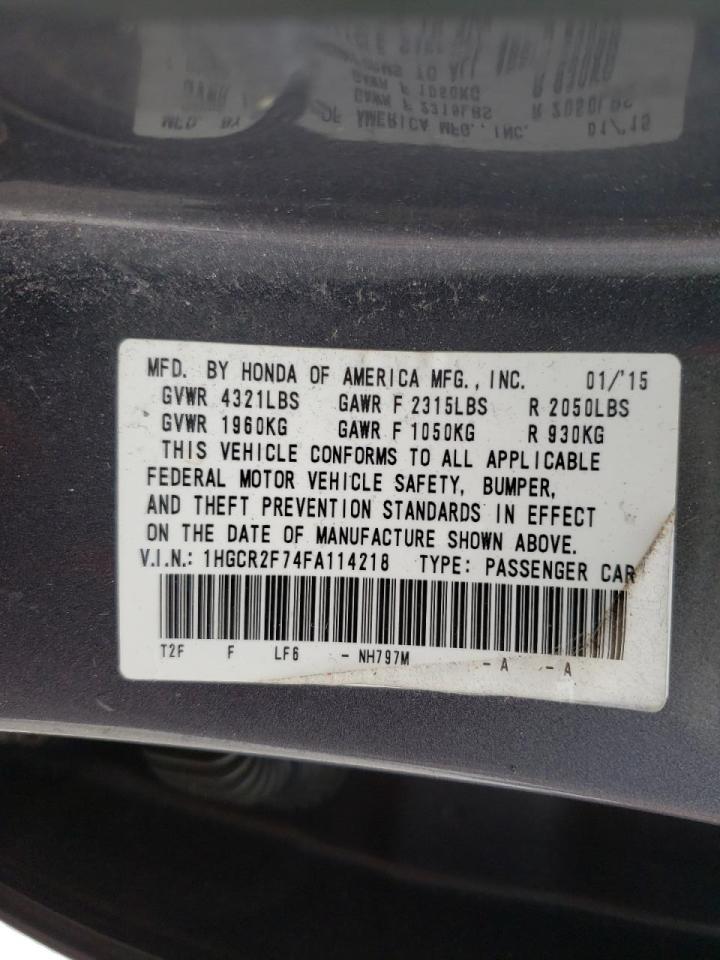 MFD. BY HONDA OF AMERICA MFG., INC. 01/'15
GVWR 4321LBS GAWR F 2315LBS R 2050LBS
GVWR 1960KG GAWR F 1050KG R 930KG
THIS VEHICLE CONFORMS TO ALL APPLICABLE
FEDERAL MOTOR VEHICLE SAFETY, BUMPER,
AND THEFT PREVENTION STANDARDS IN EFFECT
ON THE DATE OF MANUFACTURE SHOWN ABOVE.
V.I.N.: 1HGCR2F74FA114218 TYPE: PASSENGER CAR
T2F F LF6 - NH797M - A - A